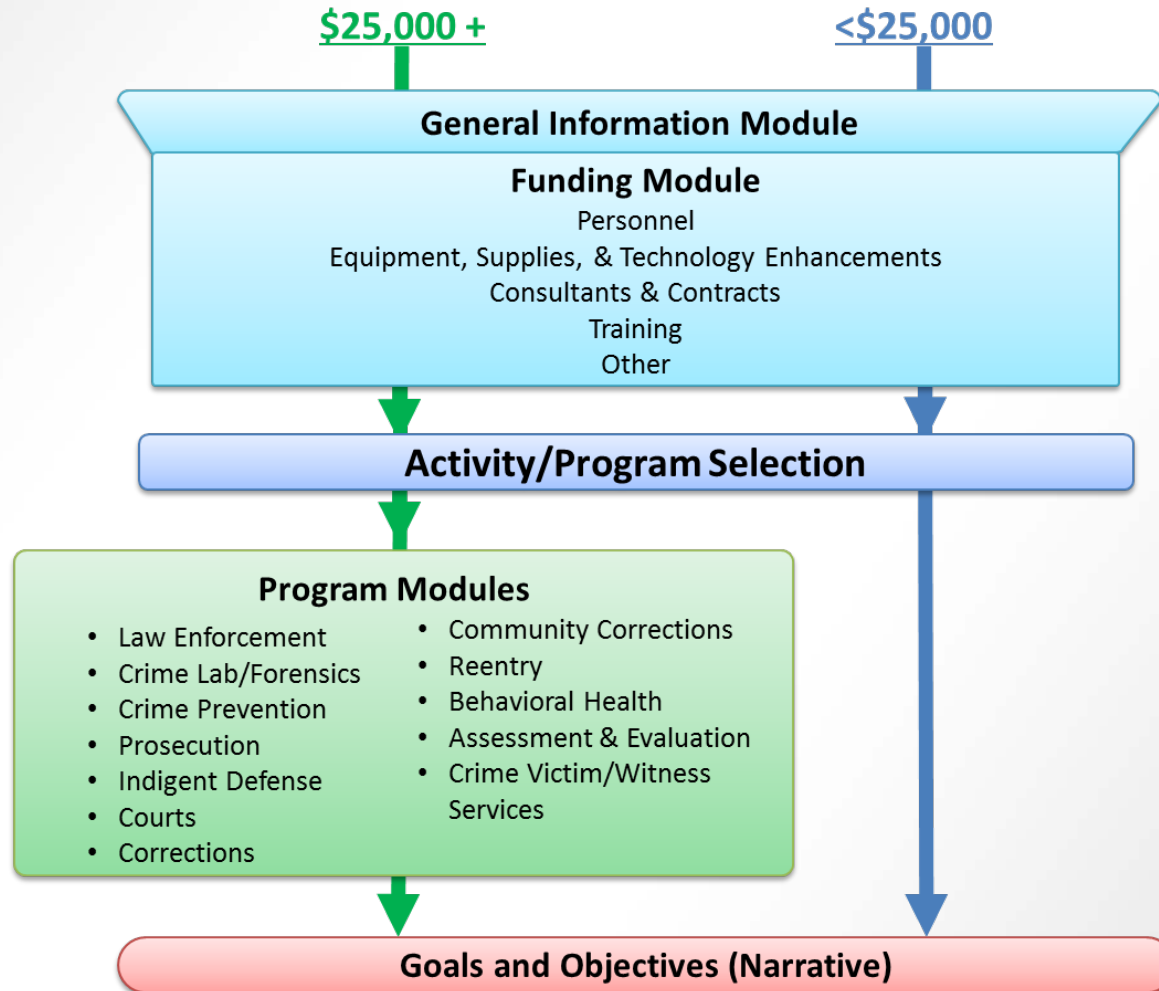 $25,000 +
<$25,000
General Information Module
Funding Module
Personnel
Equipment, Supplies, & Technology Enhancements
Consultants & Contracts
Training
Other
Activity/Program Selection
Program Modules
• Law Enforcement
• Crime Lab/Forensics
• Crime Prevention
• Prosecution
• Indigent Defense
• Courts
• Corrections
• Community Corrections
• Reentry
• Behavioral Health
• Assessment & Evaluation
• Crime Victim/Witness
Services
Goals and Objectives (Narrative)